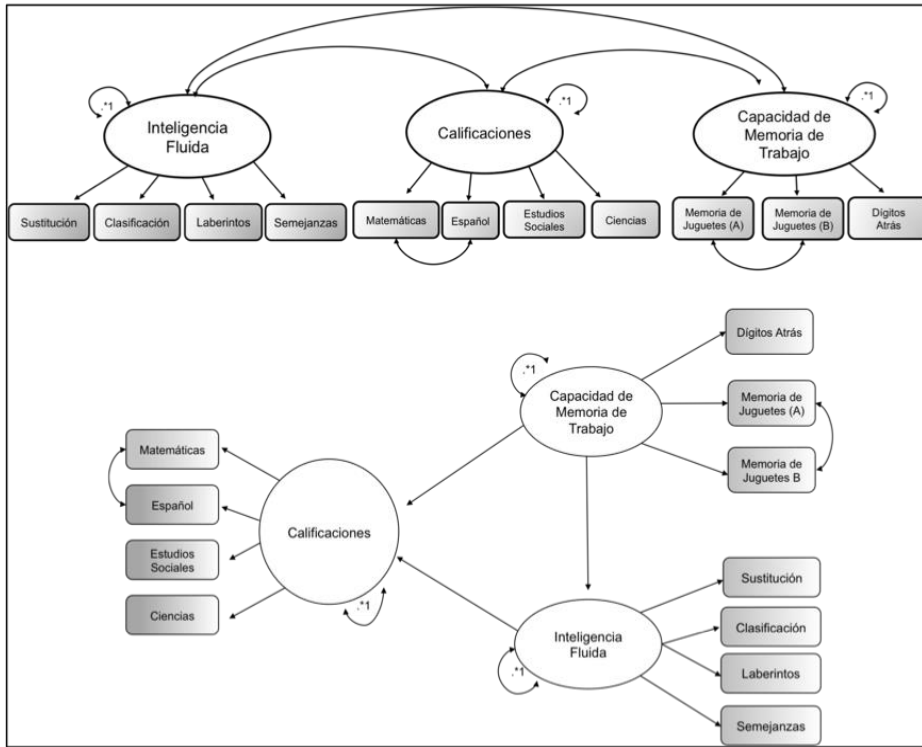 .*1
Inteligencia
Fluida
.*1
Calificaciones
.*1
Capacidad de
Memoria de
Trabajo
Sustitución
Clasificación
Laberintos
Semejanzas
Matemáticas
Español
Estudios
Sociales
Ciencias
Memoria de
Juguetes (A)
Memoria de
Juguetes (B)
Dígitos
Atrás
.*1
Capacidad de
Memoria de
Trabajo
Dígitos Atrás
Memoria de
Juguetes (A)
Memoria de
Juguetes B
Matemáticas
Español
Estudios
Sociales
Ciencias
Calificaciones
.*1
Inteligencia
Fluida
.*1
Sustitución
Clasificación
Laberintos
Semejanzas